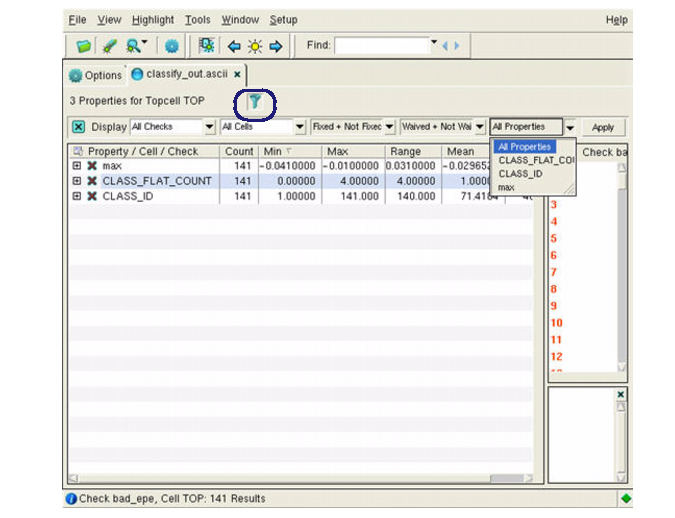 File View Highlight Tools Window Setup Help
Find:
Options classify_out.ascii
3 Properties for Topcell TOP
Display All Checks All Cells Fixed + Not Fixec Waived + Not Wai All Properties Apply
All Properties
CLASS_FLAT_COU
CLASS_ID
max
Property / Cell / Check Count Min Max Range Mean Check ba
max 141 -0.0410000 -0.0100000 0.0310000 -0.029652
CLASS_FLAT_COUNT 141 0.00000 4.00000 4.00000 1.0000
CLASS_ID 141 1.00000 141.000 140.000 71.4184
3
4
5
6
7
8
9
10
11
12
Check bad_epe, Cell TOP: 141 Results